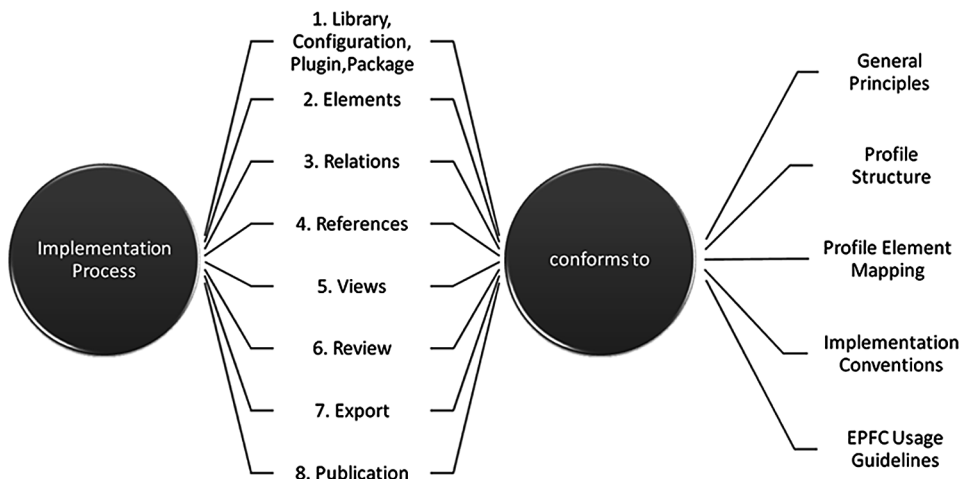 Implementation
Process
1. Library,
Configuration,
Plugin,Package
2. Elements
3. Relations
4. References
5. Views
6. Review
7. Export
8. Publication
conforms to
General
Principles
Profile
Structure
Profile Element
Mapping
Implementation
Conventions
EPFC Usage
Guidelines